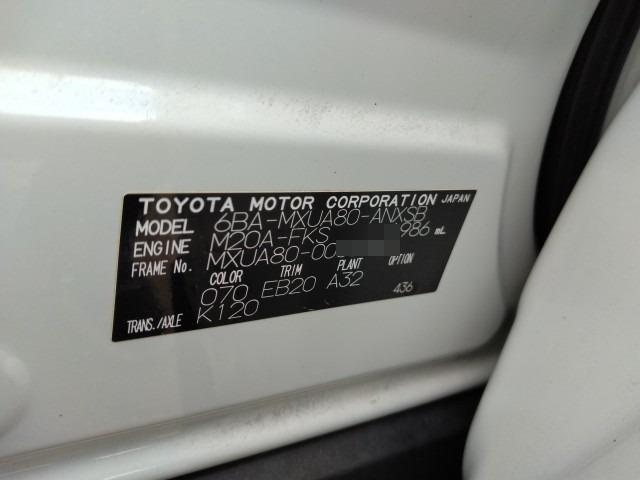 TOYOTA MOTOR CORPORATION JAPAN
MODEL 6BA-MXUA80-ANXSB
ENGINE M20A-FKS 986 mL
FRAME No. MXUA80-00
COLOR TRIM PLANT OPTION
070 EB20 A32 436
TRANS./AXLE K120